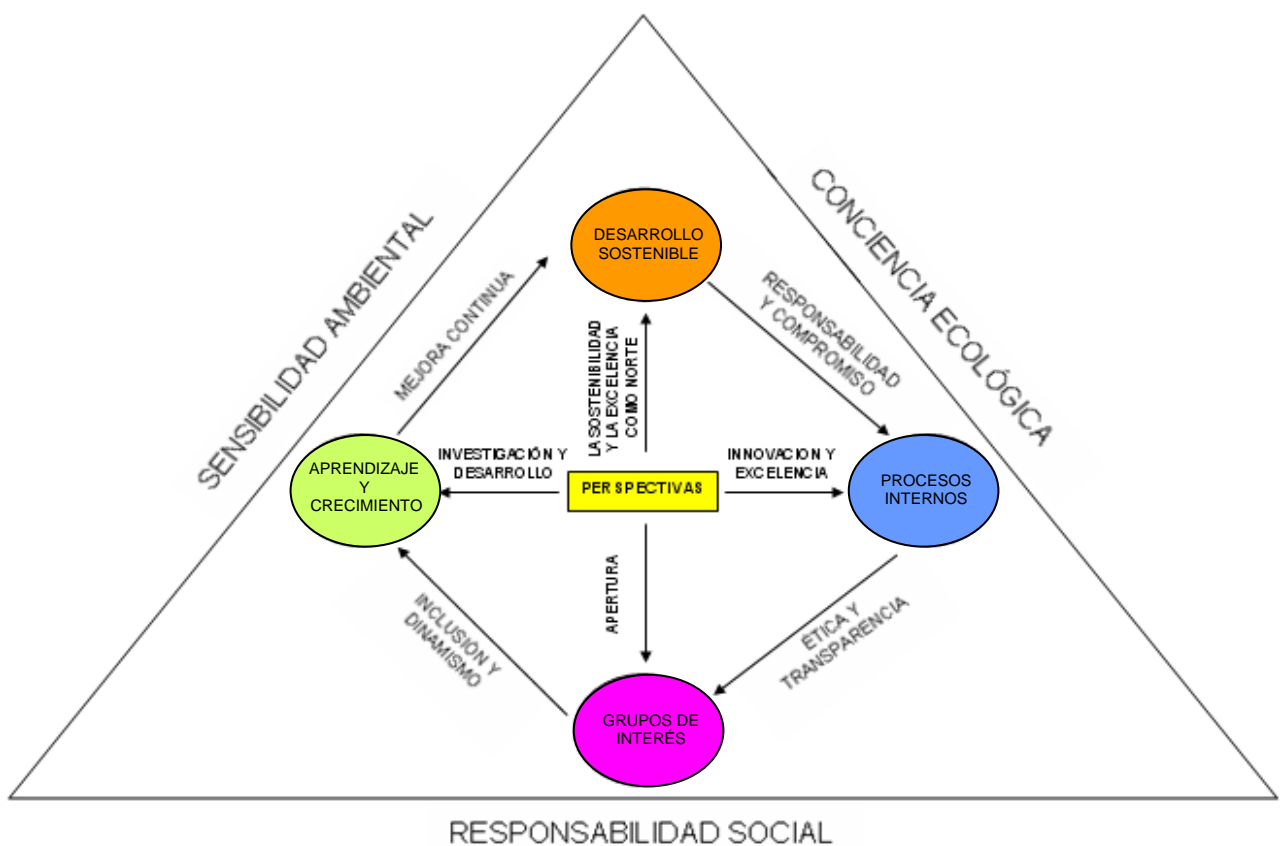 SENSIBILIDAD AMBIENTAL
CONCIENCIA ECOLÓGICA
DESARROLLO
SOSTENIBLE
MEJORA CONTINUA
LA SOSTENIBILIDAD
Y LA EXCELENCIA
COMO NORTE
RESPONSABILIDAD
Y COMPROMISO
APRENDIZAJE
Y
CRECIMIENTO
INVESTIGACIÓN Y
DESARROLLO
PERSPECTIVAS
INNOVACION Y
EXCELENCIA
PROCESOS
INTERNOS
INCLUSIÓN Y
DINAMISMO
APERTURA
ÉTICA Y
TRANSPARENCIA
GRUPOS DE
INTERÉS
RESPONSABILIDAD SOCIAL